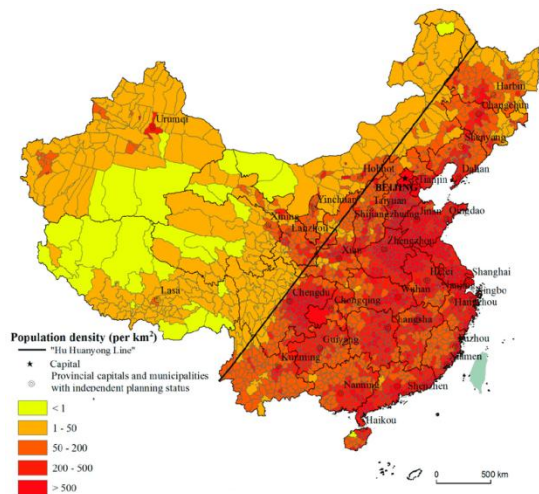 Harbin
Changchun
Urumqi
Shenyang
Hohhot
Dalian
BEIJING
Tianjin
Yinchuan
Taiyuan
Shijiazhuang
Jinan
Qingdao
Xining
Lanzhou
Zhengzhou
Xian
Hefei
Shanghai
Chengdu
Wuhan
Ningbo
Lasa
Chongqing
Hangzhou
Changsha
Population density (per km²)
"Hu Huanyong Line"
Guiyang
Fuzhou
Capital
Xiamen
Provincial capitals and municipalities
with independent planning status
Kunming
Nanning
Shenzhen
< 1
1 - 50
Haikou
50 - 200
200 - 500
> 500
0
500 km